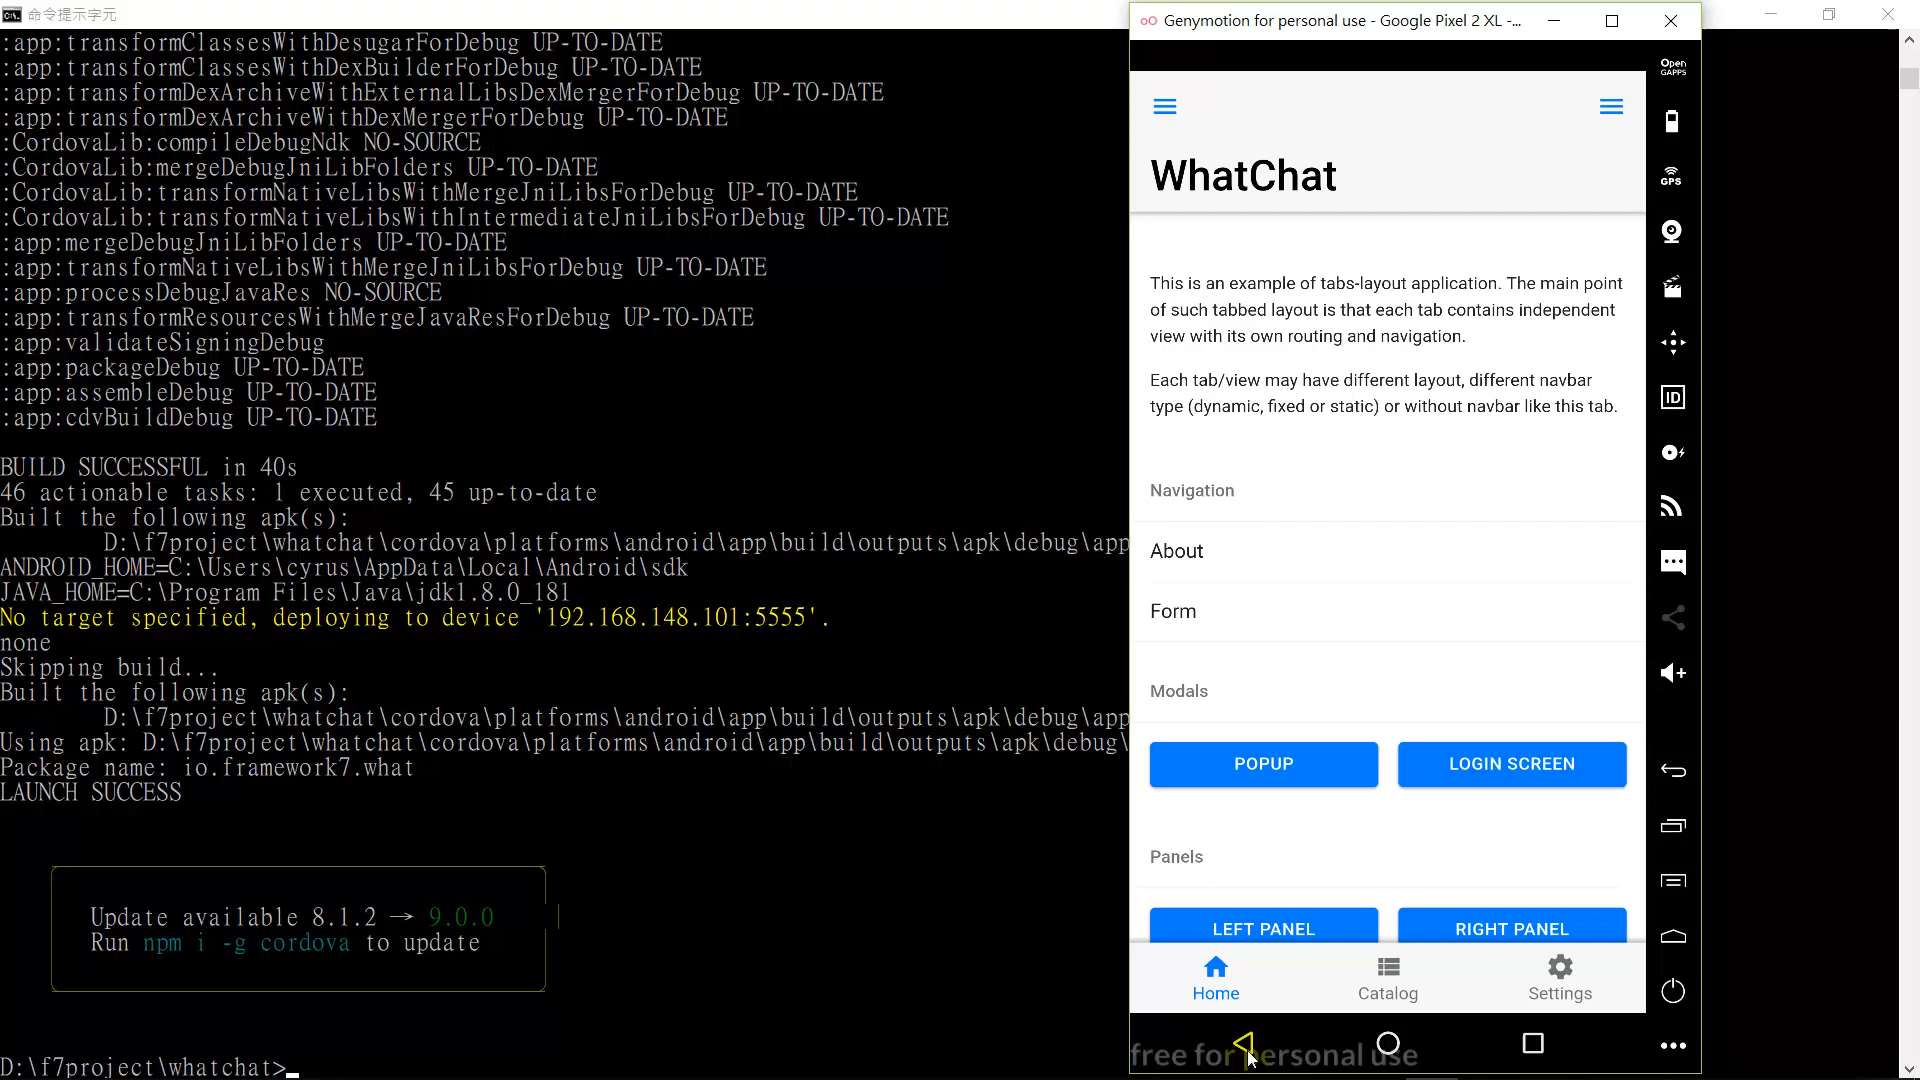 命令提示字元
:app:transformClassesWithDesugarForDebug UP-TO-DATE
:app:transformClassesWithDexBuilderForDebug UP-TO-DATE
:app:transformDexArchiveWithExternalLibsDexMergerForDebug UP-TO-DATE
:app:transformDexArchiveWithDexMergerForDebug UP-TO-DATE
:CordovaLib:compileDebugNdk NO-SOURCE
:CordovaLib:mergeDebugJniLibFolders UP-TO-DATE
:CordovaLib:transformNativeLibsWithMergeJniLibsForDebug UP-TO-DATE
:CordovaLib:transformNativeLibsWithIntermediateJniLibsForDebug UP-TO-DATE
:app:mergeDebugJniLibFolders UP-TO-DATE
:app:transformNativeLibsWithMergeJniLibsForDebug UP-TO-DATE
:app:processDebugJavaRes NO-SOURCE
:app:transformResourcesWithMergeJavaResForDebug UP-TO-DATE
:app:validateSigningDebug
:app:packageDebug UP-TO-DATE
:app:assembleDebug UP-TO-DATE
:app:cdvBuildDebug UP-TO-DATE
BUILD SUCCESSFUL in 40s
46 actionable tasks: 1 executed, 45 up-to-date
Built the following apk(s):
D:\f7project\whatchat\cordova\platforms\android\app\build\outputs\apk\debug\app
ANDROID_HOME=C:\Users\cyrus\AppData\Local\Android\sdk
JAVA_HOME=C:\Program Files\Java\jdk1.8.0_181
No target specified, deploying to device '192.168.148.101:5555'.
none
Skipping build...
Built the following apk(s):
D:\f7project\whatchat\cordova\platforms\android\app\build\outputs\apk\debug\app
Using apk: D:\f7project\whatchat\cordova\platforms\android\app\build\outputs\apk\debug\
Package name: io.framework7.what
LAUNCH SUCCESS
Update available 8.1.2 → 9.0.0
Run npm i -g cordova to update
D:\f7project\whatchat>
Genymotion for personal use - Google Pixel 2 XL -...
WhatChat
This is an example of tabs-layout application. The main point
of such tabbed layout is that each tab contains independent
view with its own routing and navigation.
Each tab/view may have different layout, different navbar
type (dynamic, fixed or static) or without navbar like this tab.
Navigation
About
Form
Modals
POPUP
LOGIN SCREEN
Panels
LEFT PANEL
RIGHT PANEL
Home
Catalog
Settings
free for personal use
Open
GAPPS
GPS
ID